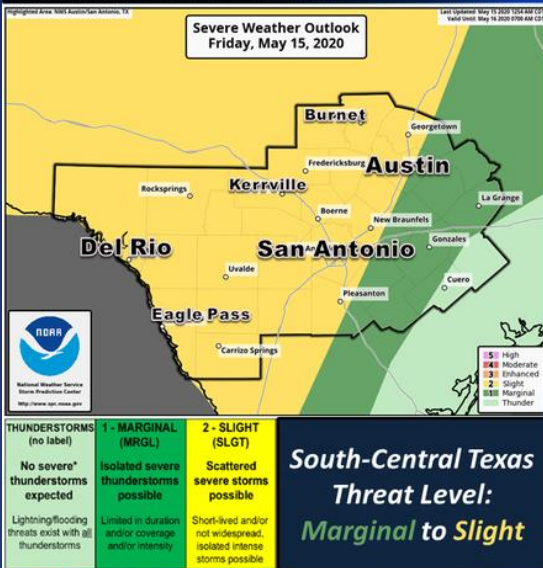 Highlighted Area: NWS Austin/San Antonio, TX
Last Updated: May 15 2020 1254 AM CDT
Valid Until: May 16 2020 0700 AM CDT
Severe Weather Outlook
Friday, May 15, 2020
Burnet
Georgetown
Fredericksburg
Austin
Rocksprings
Kerrville
La Grange
Boerne
New Braunfels
Del Rio
San Antonio
Gonzales
Uvalde
Cuero
Pleasanton
Eagle Pass
Carrizo Springs
NOAA
National Weather Service
Storm Prediction Center
http://www.spc.noaa.gov
5 High
4 Moderate
3 Enhanced
2 Slight
1 Marginal
Thunder
THUNDERSTORMS
(no label)
No severe*
thunderstorms
expected
Lightning/flooding
threats exist with all
thunderstorms
1 - MARGINAL
(MRGL)
Isolated severe
thunderstorms
possible
Limited in duration
and/or coverage
and/or intensity
2 - SLIGHT
(SLGT)
Scattered
severe storms
possible
Short-lived and/or
not widespread,
isolated intense
storms possible
South-Central Texas
Threat Level:
Marginal to Slight